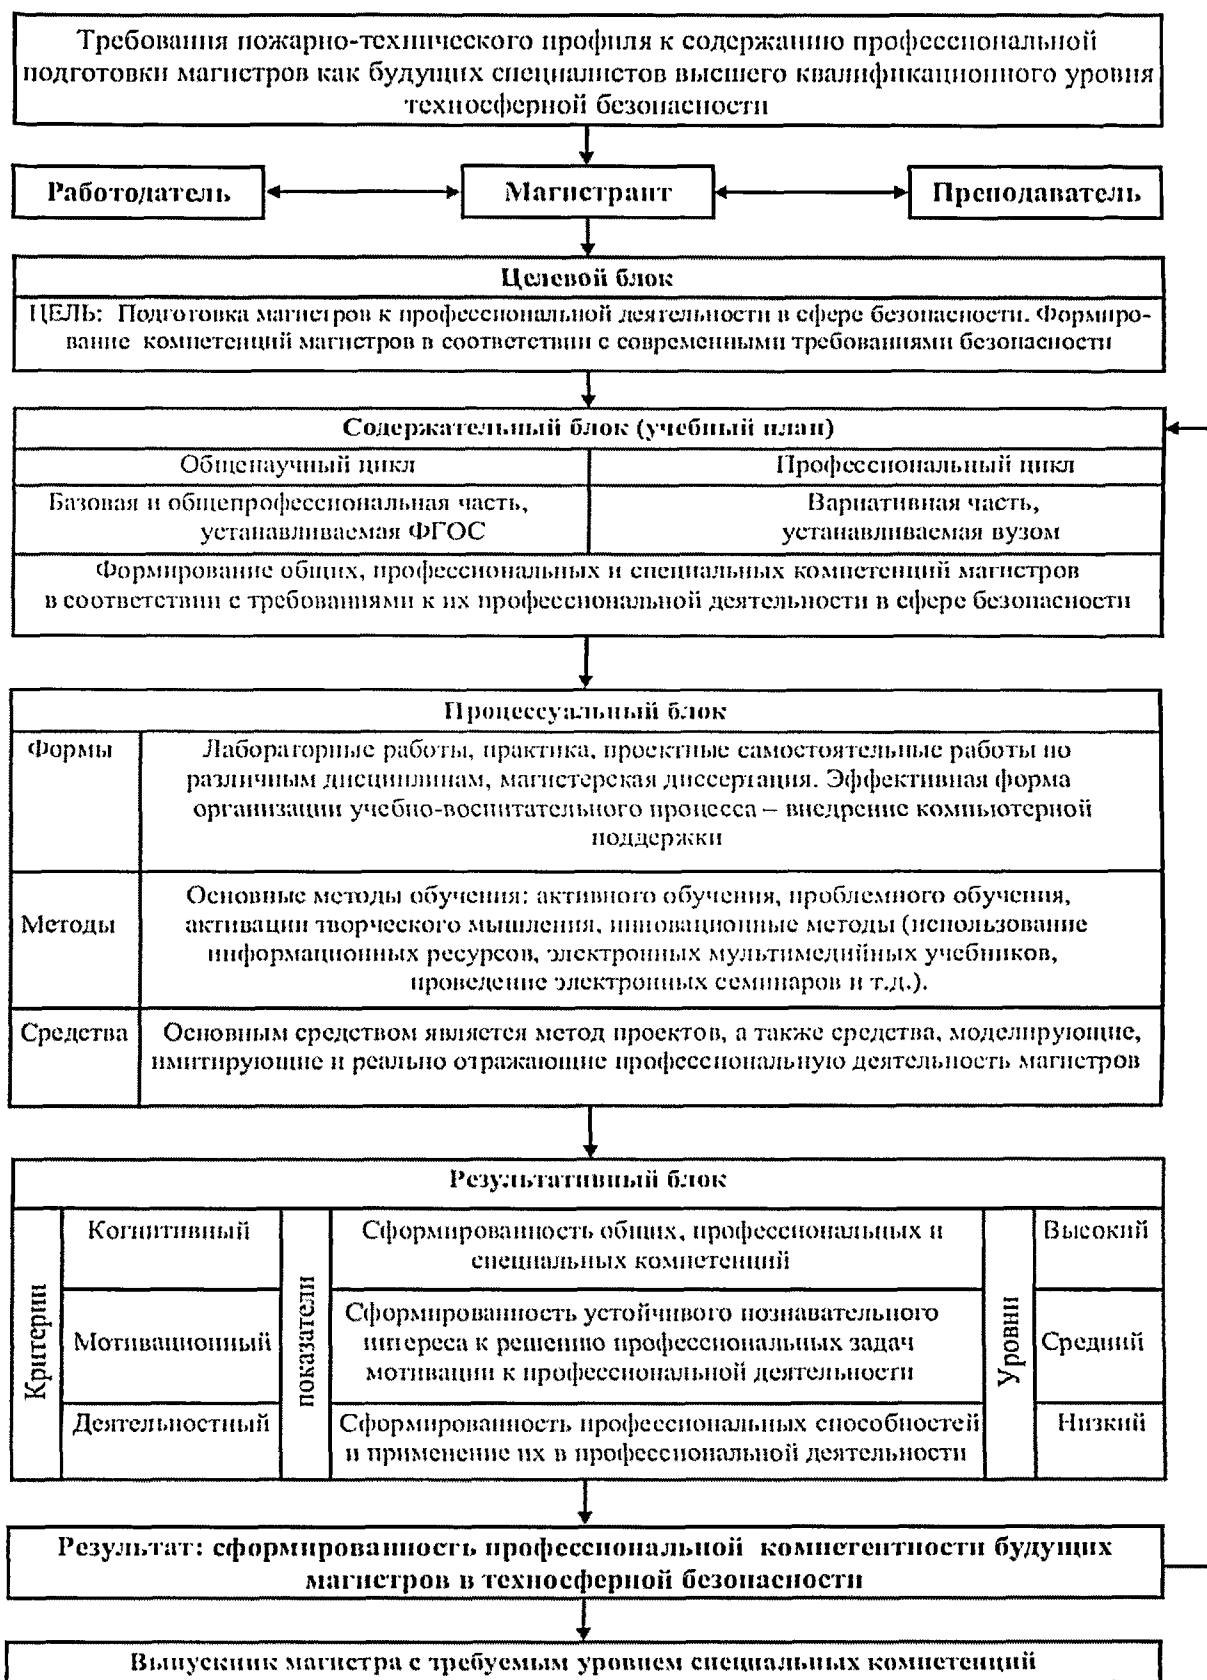 Требования пожарно-технического профиля к содержанию профессиональной
подготовки магистров как будущих специалистов высшего квалификационного уровня
техносферной безопасности
Работодатель
Магистрант
Преподаватель
Целевой блок
ЦЕЛЬ: Подготовка магистров к профессиональной деятельности в сфере безопасности. Формиро-
вание компетенций магистров в соответствии с современными требованиями безопасности
Содержательный блок (учебный план)
Общенаучный цикл
Профессиональный цикл
Базовая и общепрофессиональная часть,
устанавливаемая ФГОС
Вариативная часть,
устанавливаемая вузом
Формирование общих, профессиональных и специальных компетенций магистров
в соответствии с требованиями к их профессиональной деятельности в сфере безопасности
Процессуальный блок
Формы
Лабораторные работы, практика, проектные самостоятельные работы по
различным дисциплинам, магистерская диссертация. Эффективная форма
организации учебно-воспитательного процесса – внедрение компьютерной
поддержки
Методы
Основные методы обучения: активного обучения, проблемного обучения,
активации творческого мышления, инновационные методы (использование
информационных ресурсов, электронных мультимедийных учебников,
проведение электронных семинаров и т.д.).
Средства
Основным средством является метод проектов, а также средства, моделирующие,
имитирующие и реально отражающие профессиональную деятельность магистров
Результативный блок
Критерии
Когнитивный
Мотивационный
Деятельностный
показатели
Сформированность общих, профессиональных и
специальных компетенций
Сформированность устойчивого познавательного
интереса к решению профессиональных задач
мотивации к профессиональной деятельности
Сформированность профессиональных способностей
и применение их в профессиональной деятельности
Уровни
Высокий
Средний
Низкий
Результат: сформированность профессиональной компетентности будущих
магистров в техносферной безопасности
Выпускник магистра с требуемым уровнем специальных компетенций